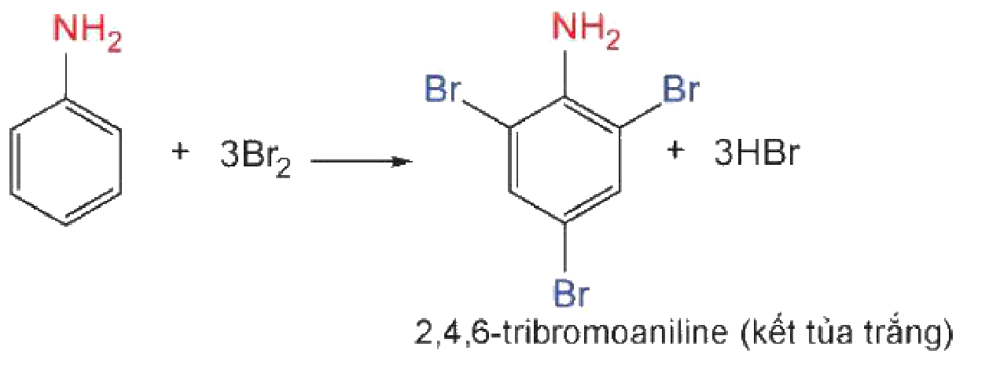 NH₂
+ 3Br₂
NH₂
Br
Br
Br
+ 3HBr
2,4,6-tribromoaniline (kết tủa trắng)